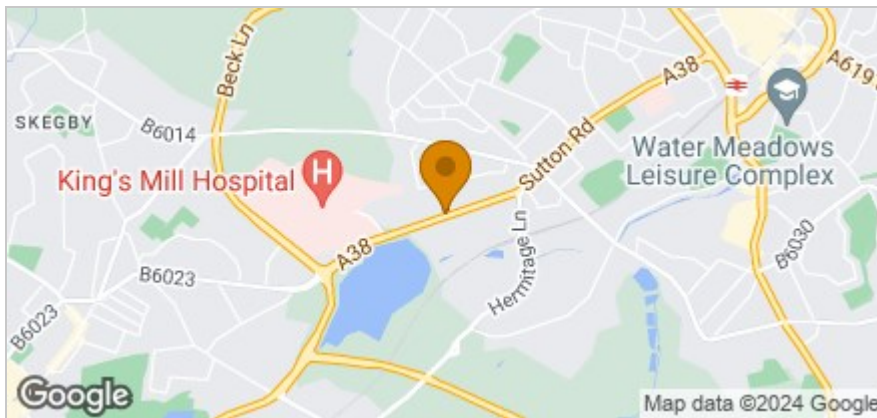 Beck Ln
A38
A619
SKEGBY
B6014
Sutton Rd
Water Meadows
Leisure Complex
King's Mill Hospital
H
A38
B6023
Hermitage Ln
B6030
B6023
Google
Map data ©2024 Google